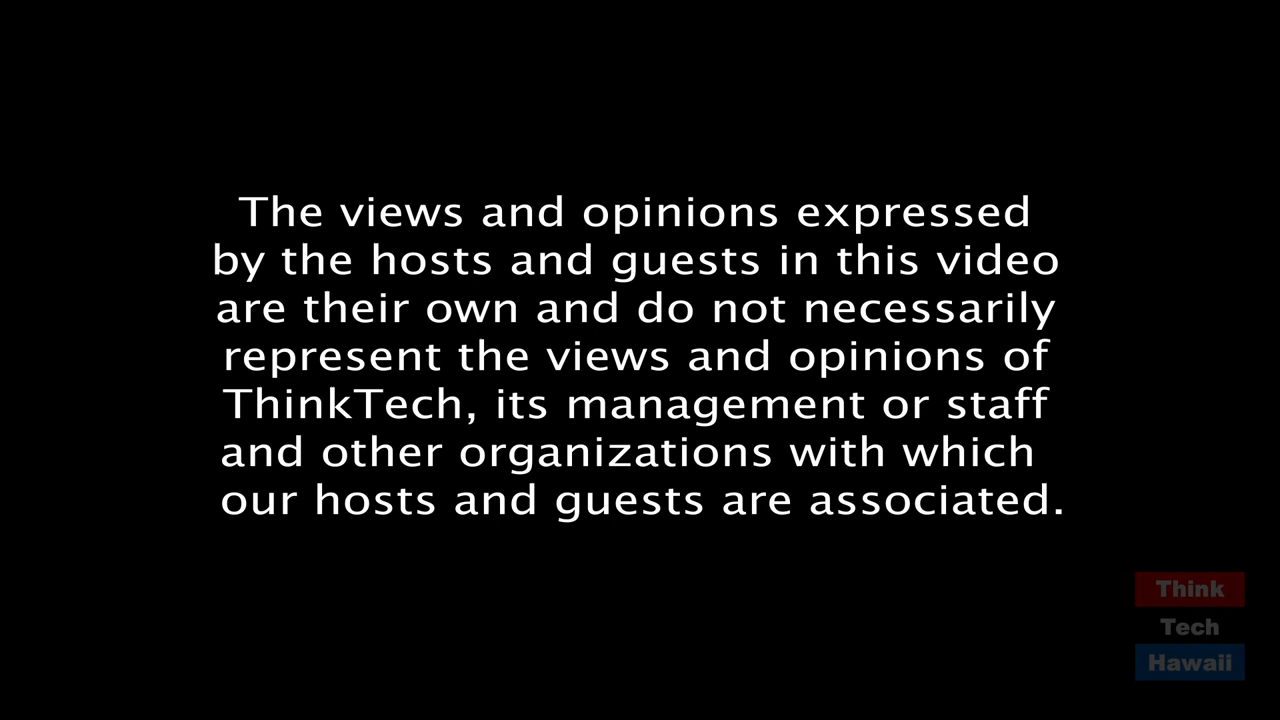 The views and opinions expressed
by the hosts and guests in this video
are their own and do not necessarily
represent the views and opinions of
ThinkTech, its management or staff
and other organizations with which
our hosts and guests are associated.
Think
Tech
Hawaii